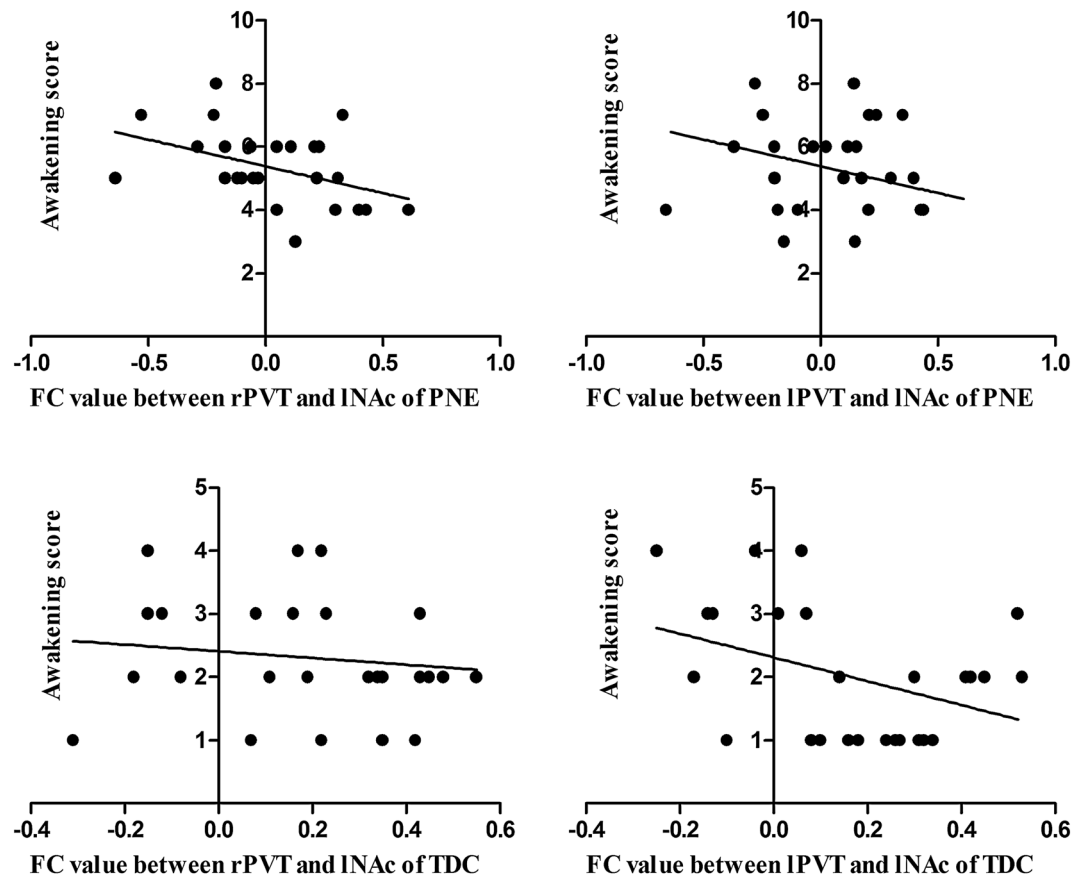 Awakening score
10
8
6
4
2
-1.0 -0.5 0.0 0.5 1.0
FC value between rPVT and lNAc of PNE
Awakening score
10
8
6
4
2
-1.0 -0.5 0.0 0.5 1.0
FC value between lPVT and lNAc of PNE
Awakening score
5
4
3
2
1
-0.4 -0.2 0.0 0.2 0.4 0.6
FC value between rPVT and lNAc of TDC
Awakening score
5
4
3
2
1
-0.4 -0.2 0.0 0.2 0.4 0.6
FC value between lPVT and lNAc of TDC